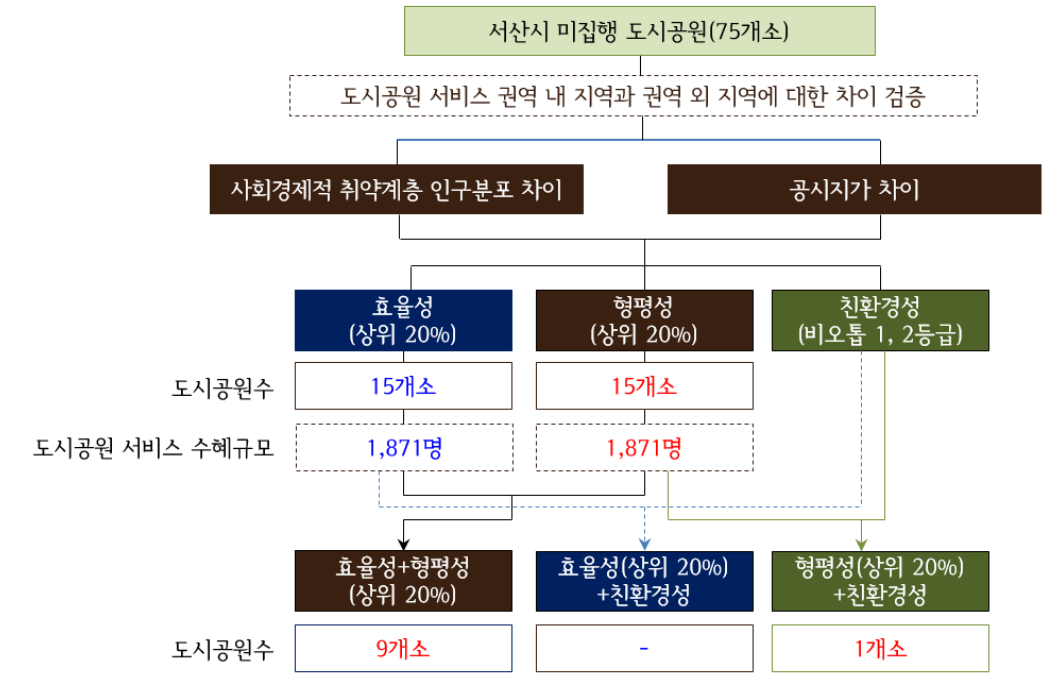 서산시 미집행 도시공원(75개소)
도시공원 서비스 권역 내 지역과 권역 외 지역에 대한 차이 검증
사회경제적 취약계층 인구분포 차이
공시지가 차이
효율성
(상위 20%)
형평성
(상위 20%)
친환경성
(비오톱 1, 2등급)
도시공원수
15개소
15개소
도시공원 서비스 수혜규모
1,871명
1,871명
효율성+형평성
(상위 20%)
효율성(상위 20%)
+친환경성
형평성(상위 20%)
+친환경성
도시공원수
9개소
-
1개소